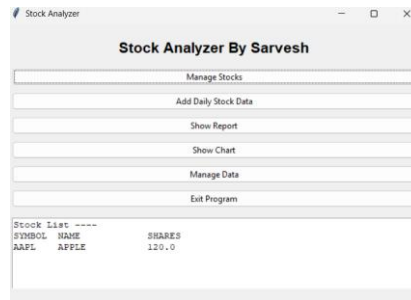 Stock Analyzer
Stock Analyzer By Sarvesh
Manage Stocks
Add Daily Stock Data
Show Report
Show Chart
Manage Data
Exit Program
Stock List ----
SYMBOL NAME SHARES
AAPL APPLE 120.0